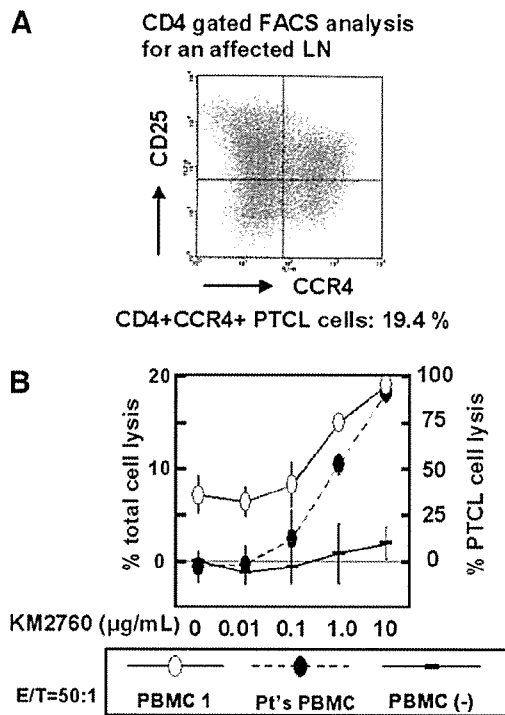 A
CD4 gated FACS analysis
for an affected LN
CD25
CCR4
CD4+CCR4+ PTCL cells: 19.4 %
B
% total cell lysis
20
10
0
100
75
50
25
0
% PTCL cell lysis
KM2760 (µg/mL) 0 0.01 0.1 1.0 10
E/T=50:1 PBMC 1 Pt's PBMC PBMC (-)